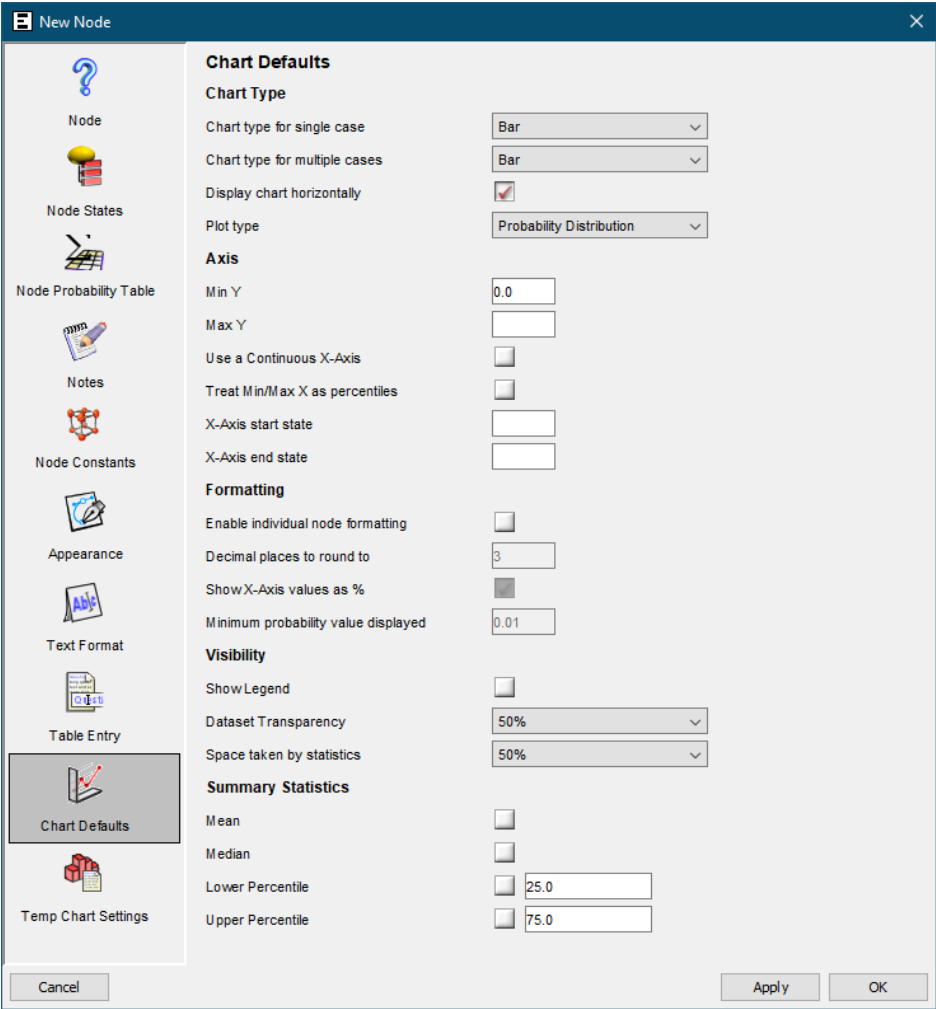 New Node
Node
Node States
Node Probability Table
Notes
Node Constants
Appearance
Abc
Text Format
Table Entry
Chart Defaults
Temp Chart Settings
Chart Defaults
Chart Type
Chart type for single case Bar
Chart type for multiple cases Bar
Display chart horizontally
Plot type Probability Distribution
Axis
Min Y 0.0
Max Y
Use a Continuous X-Axis
Treat Min/Max X as percentiles
X-Axis start state
X-Axis end state
Formatting
Enable individual node formatting
Decimal places to round to 3
Show X-Axis values as %
Minimum probability value displayed 0.01
Visibility
Show Legend
Dataset Transparency 50%
Space taken by statistics 50%
Summary Statistics
Mean
Median
Lower Percentile 25.0
Upper Percentile 75.0
Cancel Apply OK